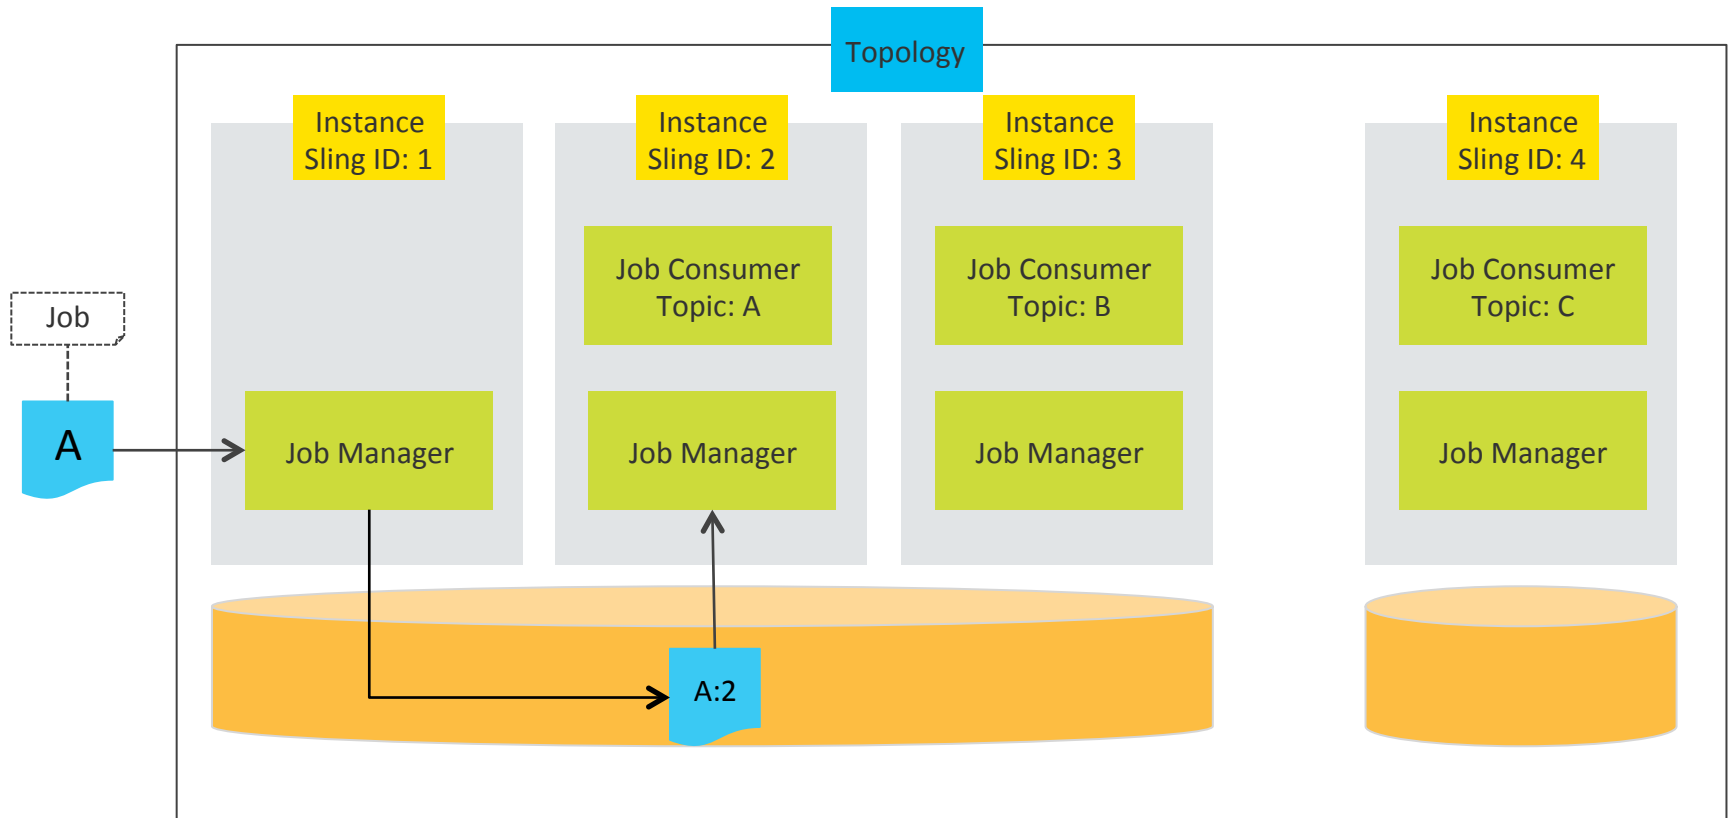 Topology
Instance
Sling ID: 1
Instance
Sling ID: 2
Instance
Sling ID: 3
Instance
Sling ID: 4
Job Consumer
Topic: A
Job Consumer
Topic: B
Job Consumer
Topic: C
Job
A
Job Manager
Job Manager
Job Manager
Job Manager
A:2